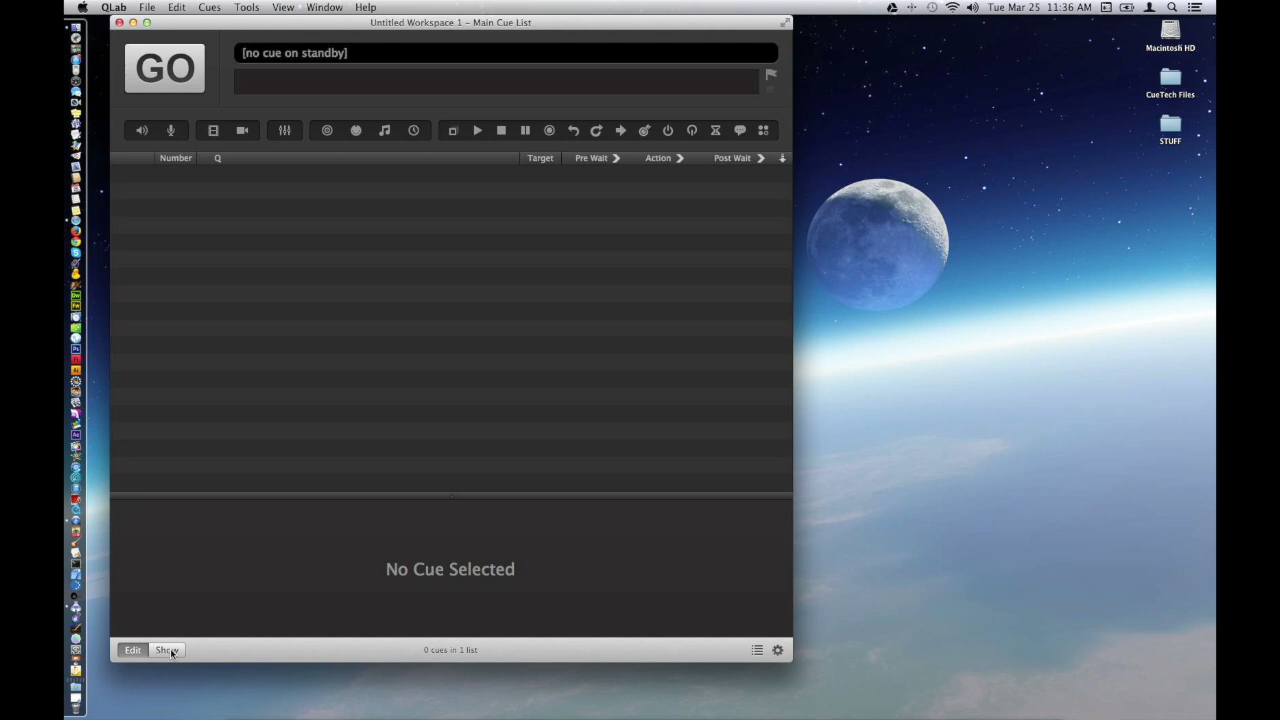 QLab File Edit View Cues Tools Window Help Tue Mar 25 11:36 AM
Untitled Workspace 1 – Main Cue List
GO
[no cue on standby]
Number Q Target Pre Wait Action Post Wait
No Cue Selected
Edit Show 0 cues in 1 list
Macintosh HD
CueTech Files
STUFF